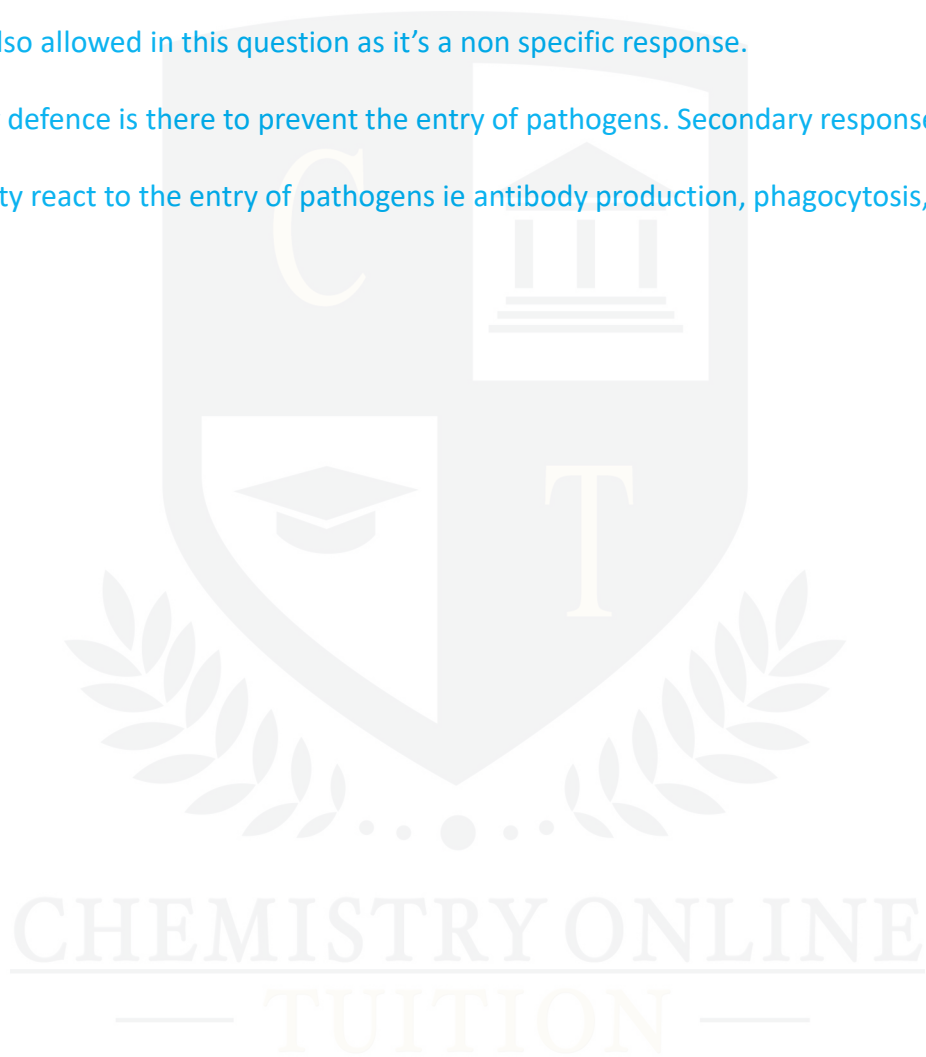 lso allowed in this question as it’s a non specific response.
defence is there to prevent the entry of pathogens. Secondary response
ty react to the entry of pathogens ie antibody production, phagocytosis,
C
T
CHEMISTRY ONLINE
— TUITION —